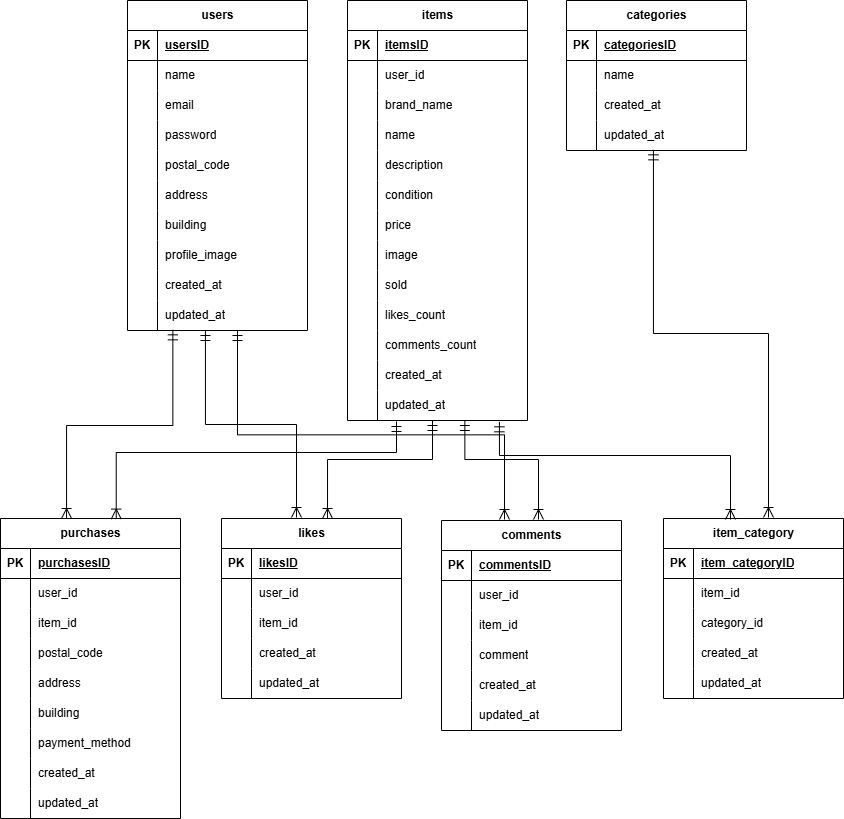 users
PK usersID
name
email
password
postal_code
address
building
profile_image
created_at
updated_at
items
PK itemsID
user_id
brand_name
name
description
condition
price
image
sold
likes_count
comments_count
created_at
updated_at
categories
PK categoriesID
name
created_at
updated_at
purchases
PK purchasesID
user_id
item_id
postal_code
address
building
payment_method
created_at
updated_at
likes
PK likesID
user_id
item_id
created_at
updated_at
comments
PK commentsID
user_id
item_id
comment
created_at
updated_at
item_category
PK item_categoryID
item_id
category_id
created_at
updated_at